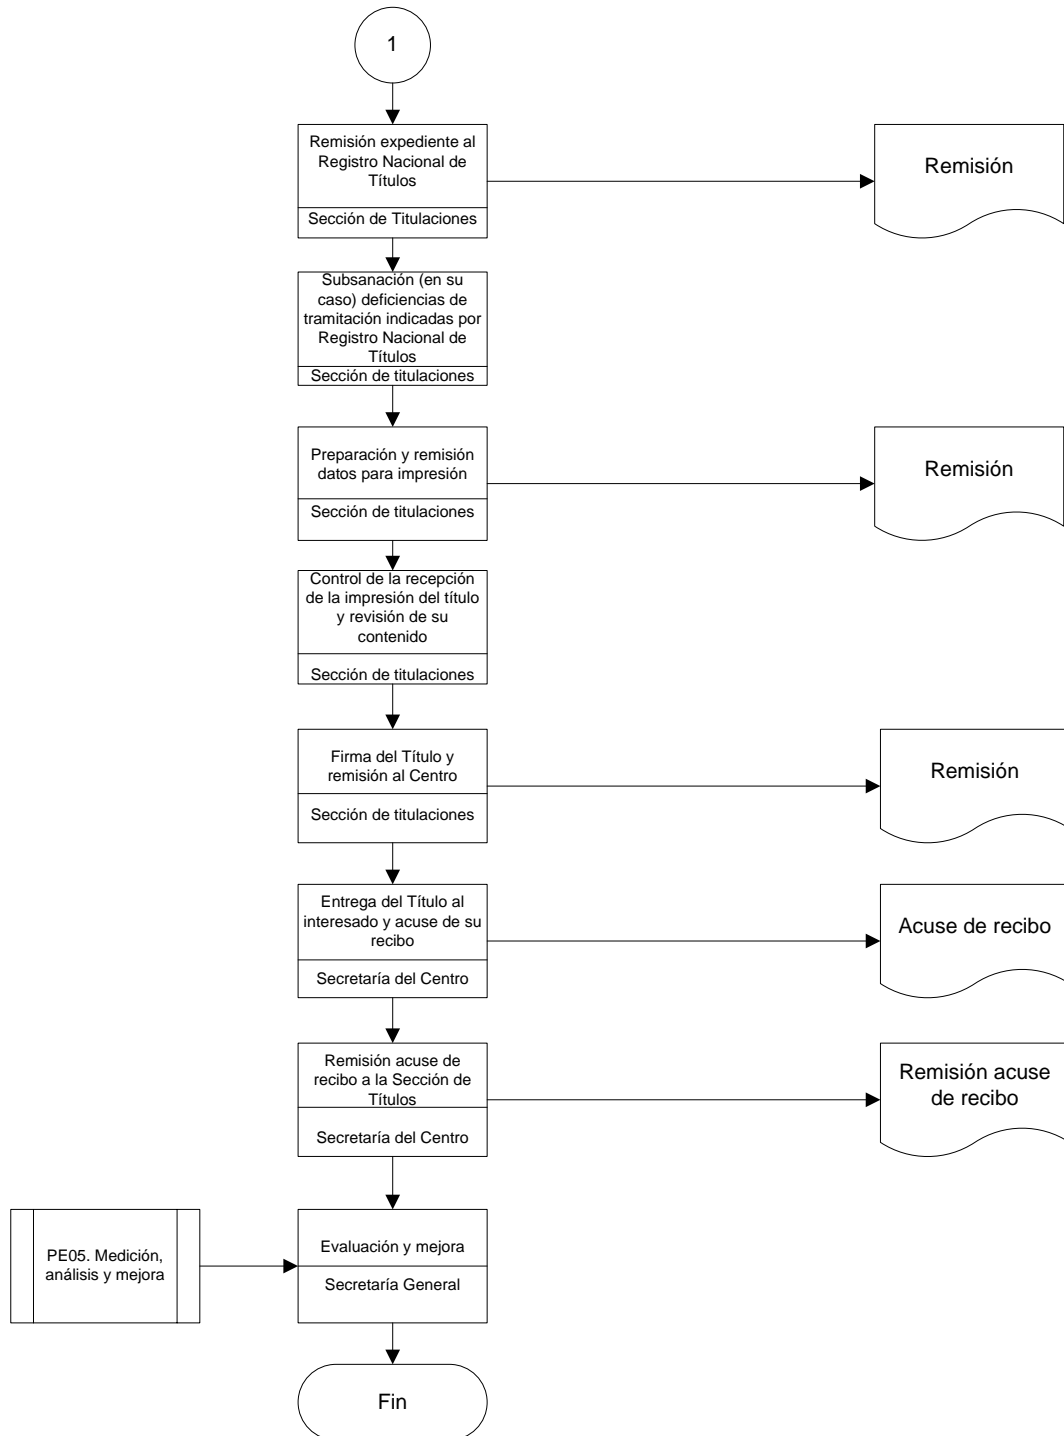 1
Remisión expediente al
Registro Nacional de
Títulos
Sección de Titulaciones
Remisión
Subsanación (en su
caso) deficiencias de
tramitación indicadas por
Registro Nacional de
Títulos
Sección de titulaciones
Preparación y remisión
datos para impresión
Sección de titulaciones
Remisión
Control de la recepción
de la impresión del título
y revisión de su
contenido
Sección de titulaciones
Firma del Título y
remisión al Centro
Sección de titulaciones
Remisión
Entrega del Título al
interesado y acuse de su
recibo
Secretaría del Centro
Acuse de recibo
Remisión acuse de
recibo a la Sección de
Títulos
Secretaría del Centro
Remisión acuse
de recibo
PE05. Medición,
análisis y mejora
Evaluación y mejora
Secretaría General
Fin